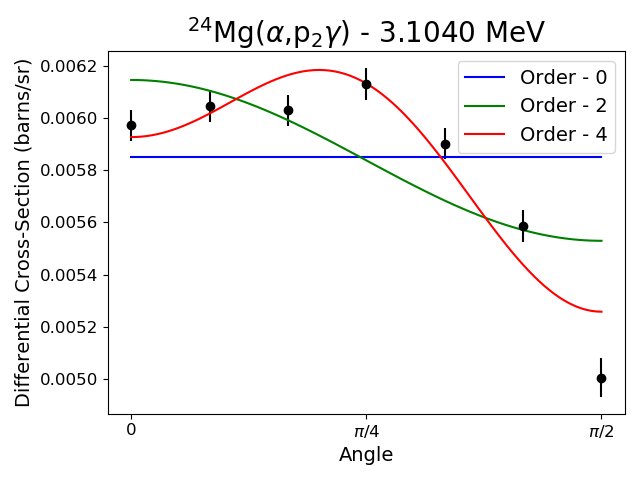 ²⁴Mg(α,p₂γ) - 3.1040 MeV
Differential Cross-Section (barns/sr)
0.0062
0.0060
0.0058
0.0056
0.0054
0.0052
0.0050
Order - 0
Order - 2
Order - 4
0
π/4
π/2
Angle